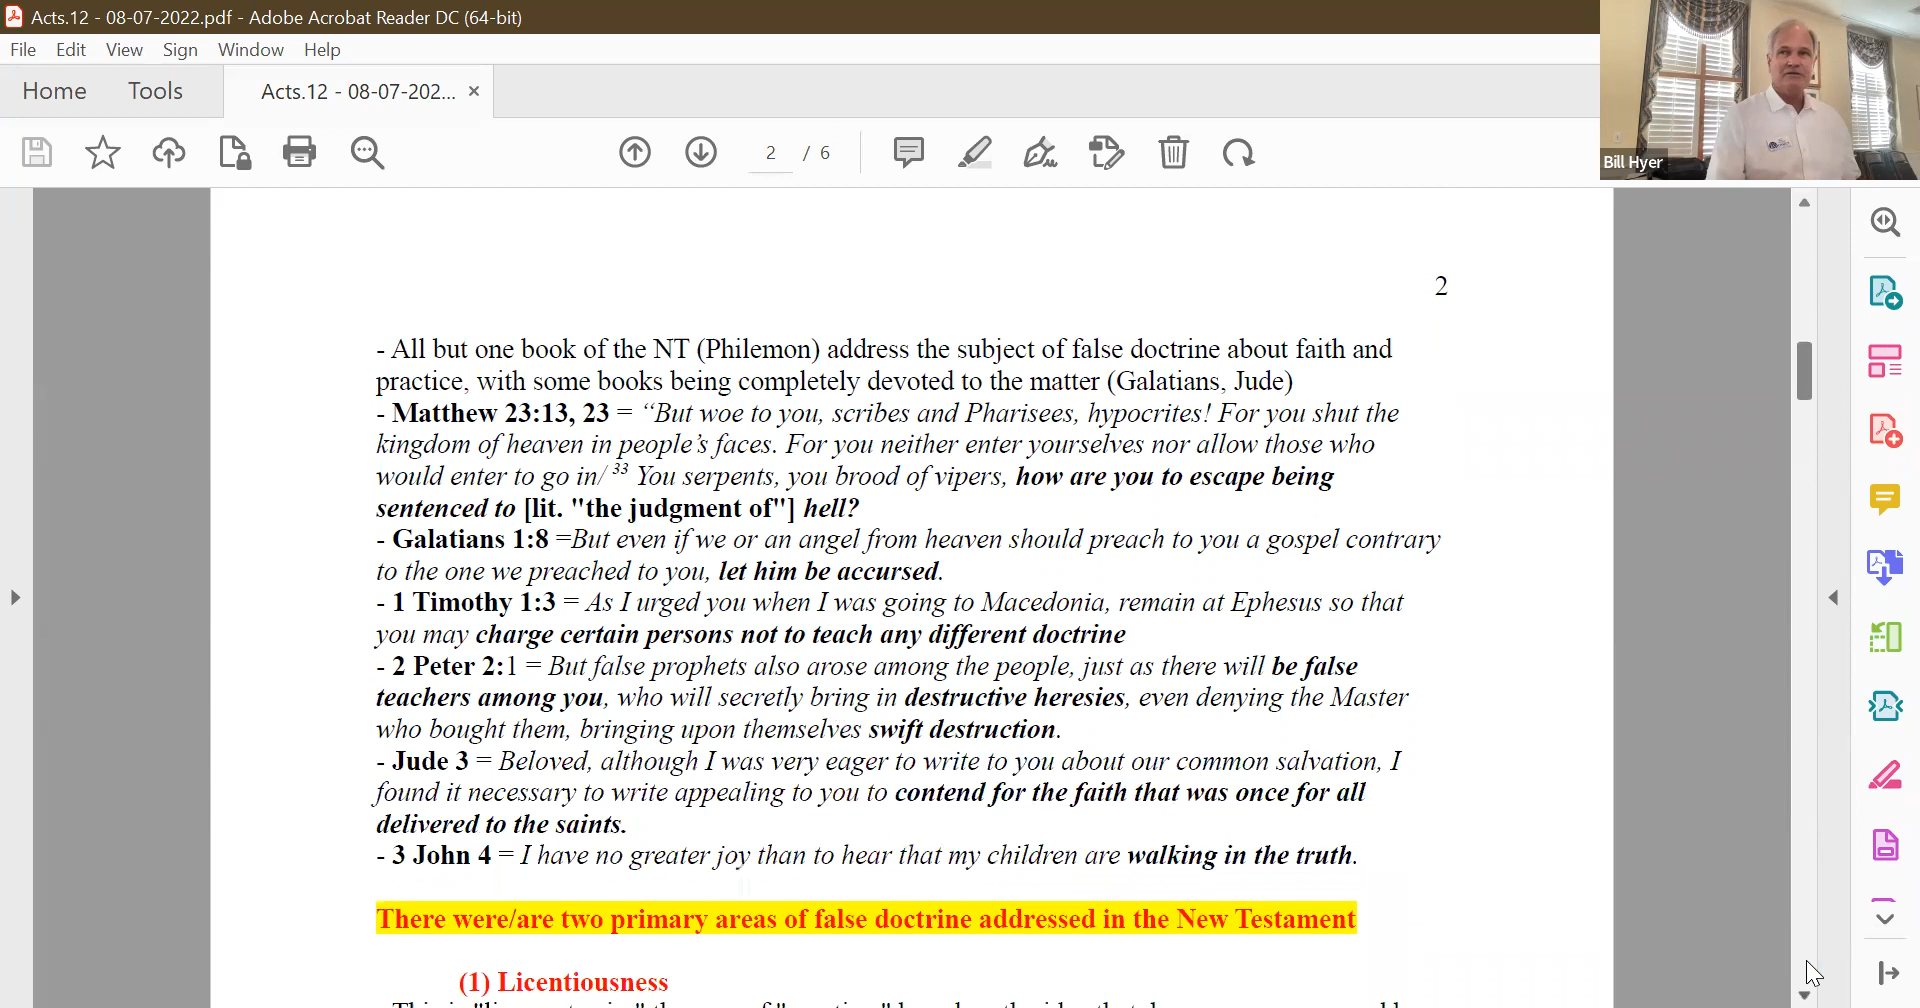 Acts.12 - 08-07-2022.pdf - Adobe Acrobat Reader DC (64-bit)
File Edit View Sign Window Help
Home Tools Acts.12 - 08-07-202... ×
2 / 6
Bill Hyer
2
- All but one book of the NT (Philemon) address the subject of false doctrine about faith and
practice, with some books being completely devoted to the matter (Galatians, Jude)
- Matthew 23:13, 23 = “But woe to you, scribes and Pharisees, hypocrites! For you shut the
kingdom of heaven in people’s faces. For you neither enter yourselves nor allow those who
would enter to go in/ 33 You serpents, you brood of vipers, how are you to escape being
sentenced to [lit. "the judgment of"] hell?
- Galatians 1:8 =But even if we or an angel from heaven should preach to you a gospel contrary
to the one we preached to you, let him be accursed.
- 1 Timothy 1:3 = As I urged you when I was going to Macedonia, remain at Ephesus so that
you may charge certain persons not to teach any different doctrine
- 2 Peter 2:1 = But false prophets also arose among the people, just as there will be false
teachers among you, who will secretly bring in destructive heresies, even denying the Master
who bought them, bringing upon themselves swift destruction.
- Jude 3 = Beloved, although I was very eager to write to you about our common salvation, I
found it necessary to write appealing to you to contend for the faith that was once for all
delivered to the saints.
- 3 John 4 = I have no greater joy than to hear that my children are walking in the truth.
There were/are two primary areas of false doctrine addressed in the New Testament
(1) Licentiousness